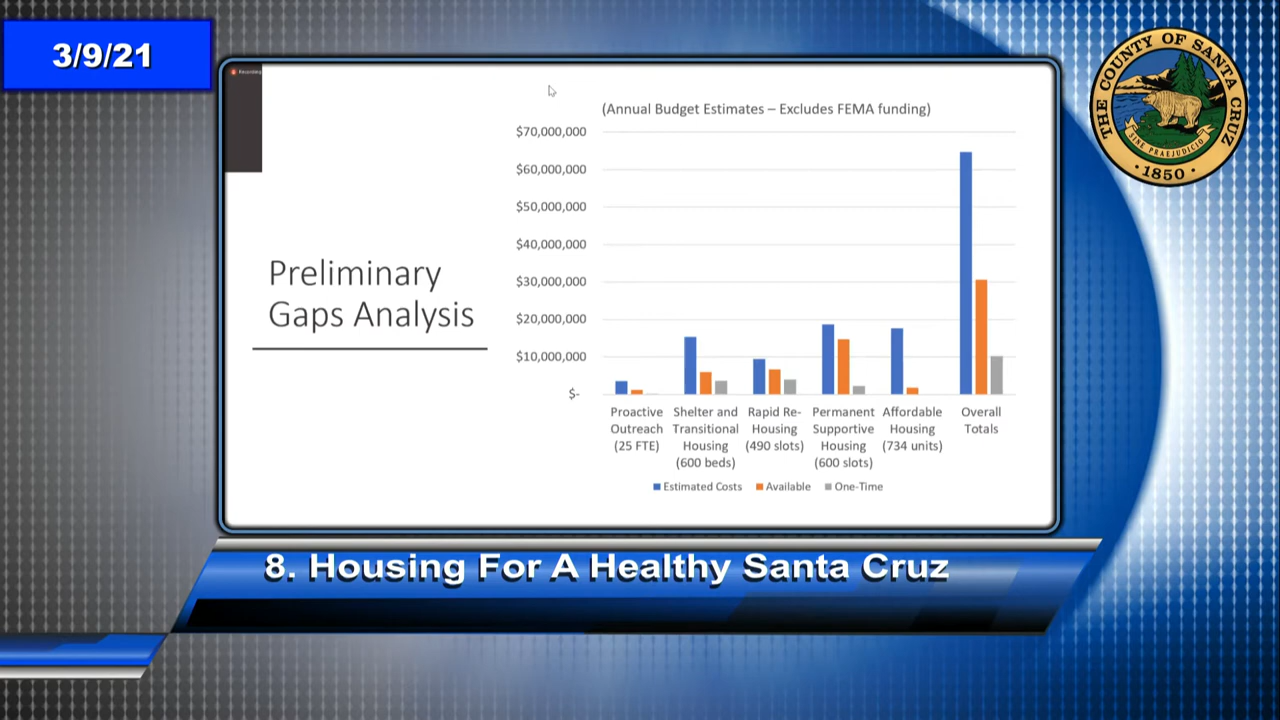 3/9/21
Recording
THE COUNTY OF SANTA CRUZ
SINE PRAEJUDICIO
• 1850 •
(Annual Budget Estimates – Excludes FEMA funding)
$70,000,000
$60,000,000
$50,000,000
$40,000,000
$30,000,000
$20,000,000
$10,000,000
$-
Preliminary
Gaps Analysis
Proactive
Outreach
(25 FTE)
Shelter and
Transitional
Housing
(600 beds)
Rapid Re-
Housing
(490 slots)
Permanent
Supportive
Housing
(600 slots)
Affordable
Housing
(734 units)
Overall
Totals
Estimated Costs
Available
One-Time
8. Housing For A Healthy Santa Cruz